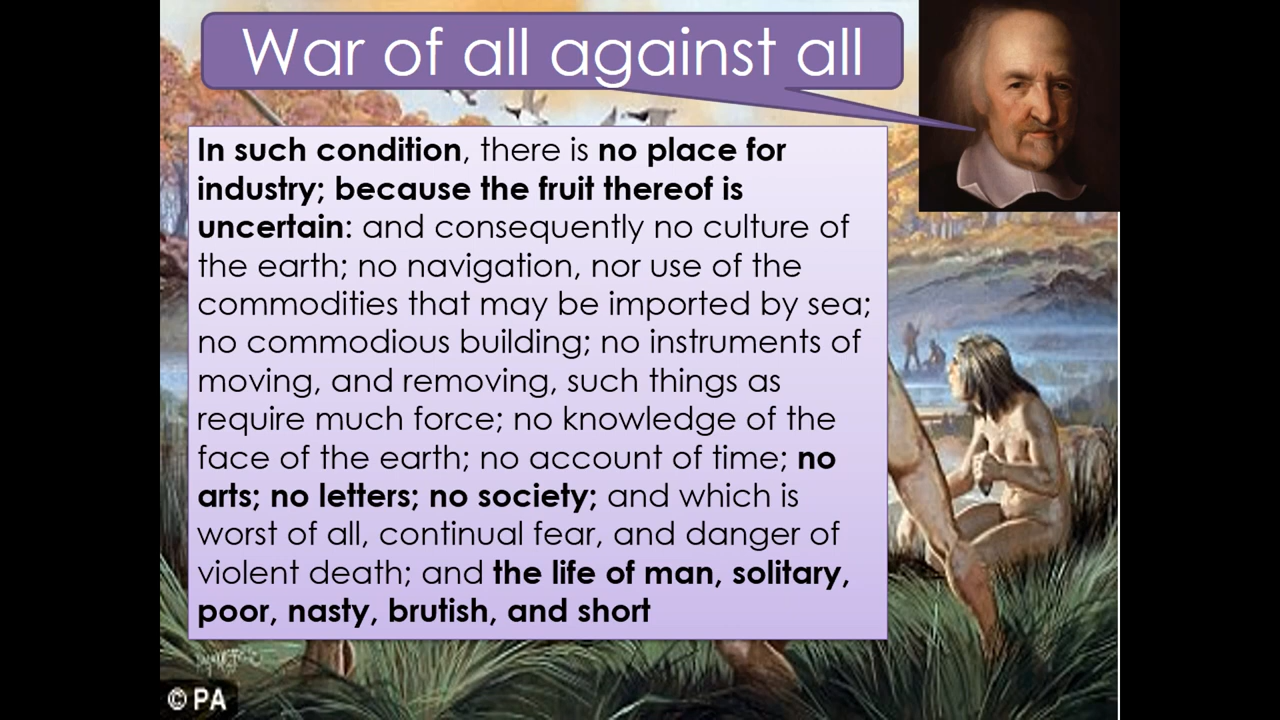 War of all against all
In such condition, there is no place for
industry; because the fruit thereof is
uncertain: and consequently no culture of
the earth; no navigation, nor use of the
commodities that may be imported by sea;
no commodious building; no instruments of
moving, and removing, such things as
require much force; no knowledge of the
face of the earth; no account of time; no
arts; no letters; no society; and which is
worst of all, continual fear, and danger of
violent death; and the life of man, solitary,
poor, nasty, brutish, and short
© PA